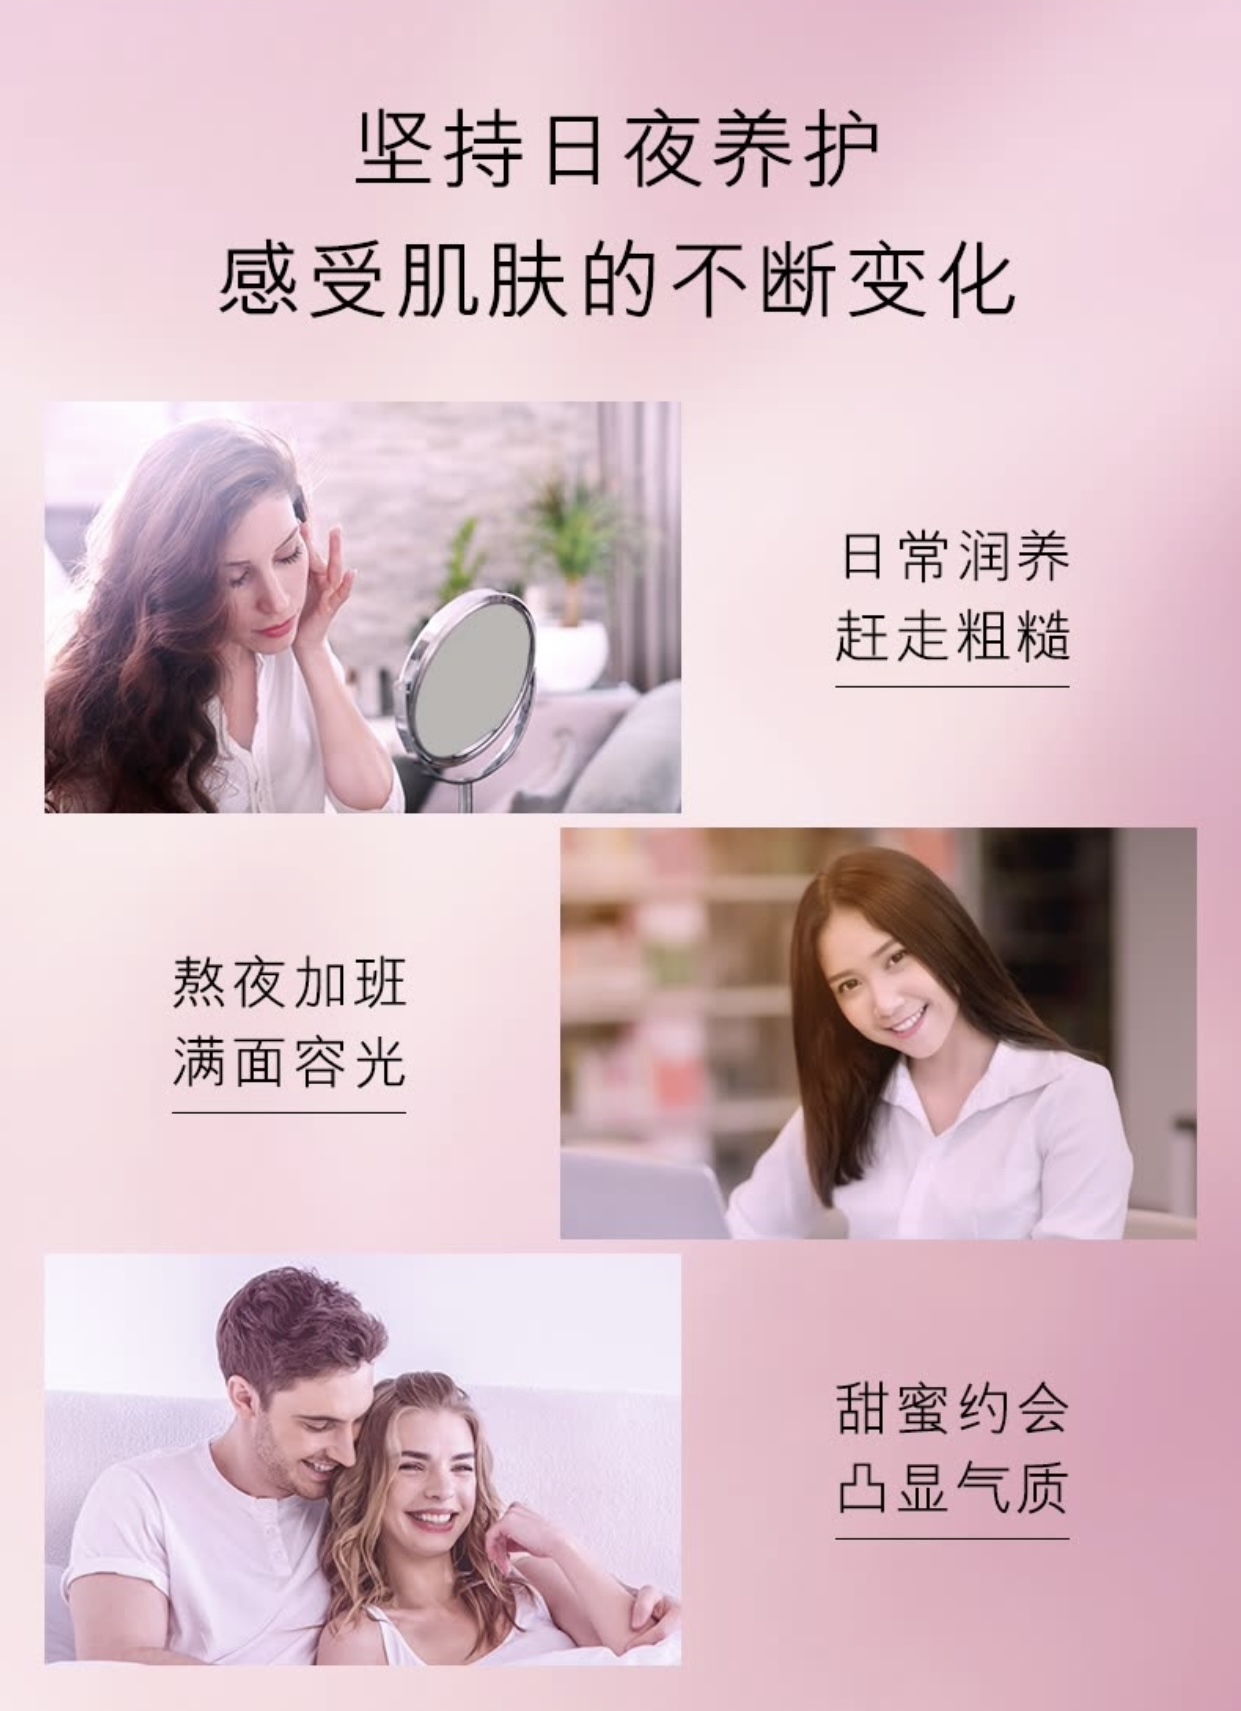 坚持日夜养护
感受肌肤的不断变化
日常润养
赶走粗糙
熬夜加班
满面容光
甜蜜约会
凸显气质